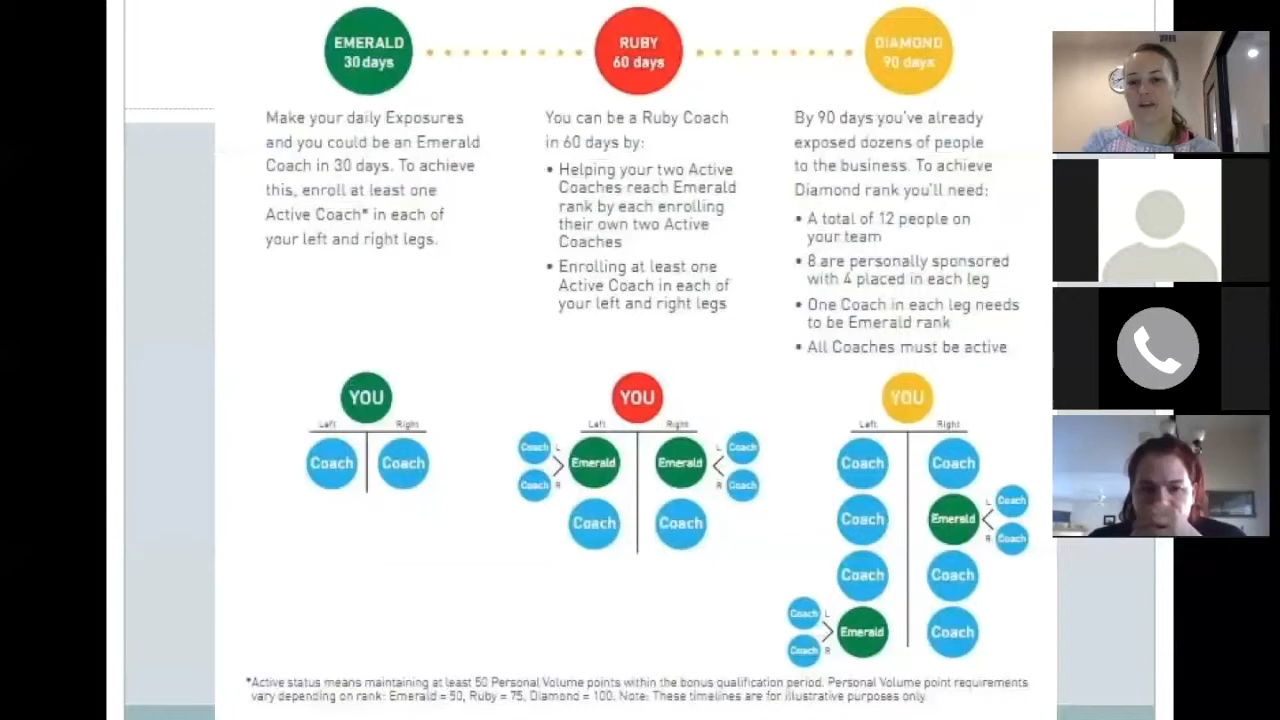 EMERALD
30 days
RUBY
60 days
DIAMOND
90 days
Make your daily Exposures
and you could be an Emerald
Coach in 30 days. To achieve
this, enroll at least one
Active Coach* in each of
your left and right legs.
You can be a Ruby Coach
in 60 days by:
• Helping your two Active
Coaches reach Emerald
rank by each enrolling
their own two Active
Coaches
• Enrolling at least one
Active Coach in each of
your left and right legs
By 90 days you've already
exposed dozens of people
to the business. To achieve
Diamond rank you'll need:
• A total of 12 people on
your team
• 8 are personally sponsored
with 4 placed in each leg
• One Coach in each leg needs
to be Emerald rank
• All Coaches must be active
YOU
Left Right
Coach Coach
YOU
Left Right
Coach L Emerald Emerald L Coach
Coach R R Coach
Coach Coach
YOU
Left Right
Coach Coach
Coach Emerald L Coach
R Coach
Coach Coach
Coach L
Emerald Coach
Coach R
*Active status means maintaining at least 50 Personal Volume points within the bonus qualification period. Personal Volume point requirements
vary depending on rank: Emerald = 50, Ruby = 75, Diamond = 100. Note: These timelines are for illustrative purposes only.